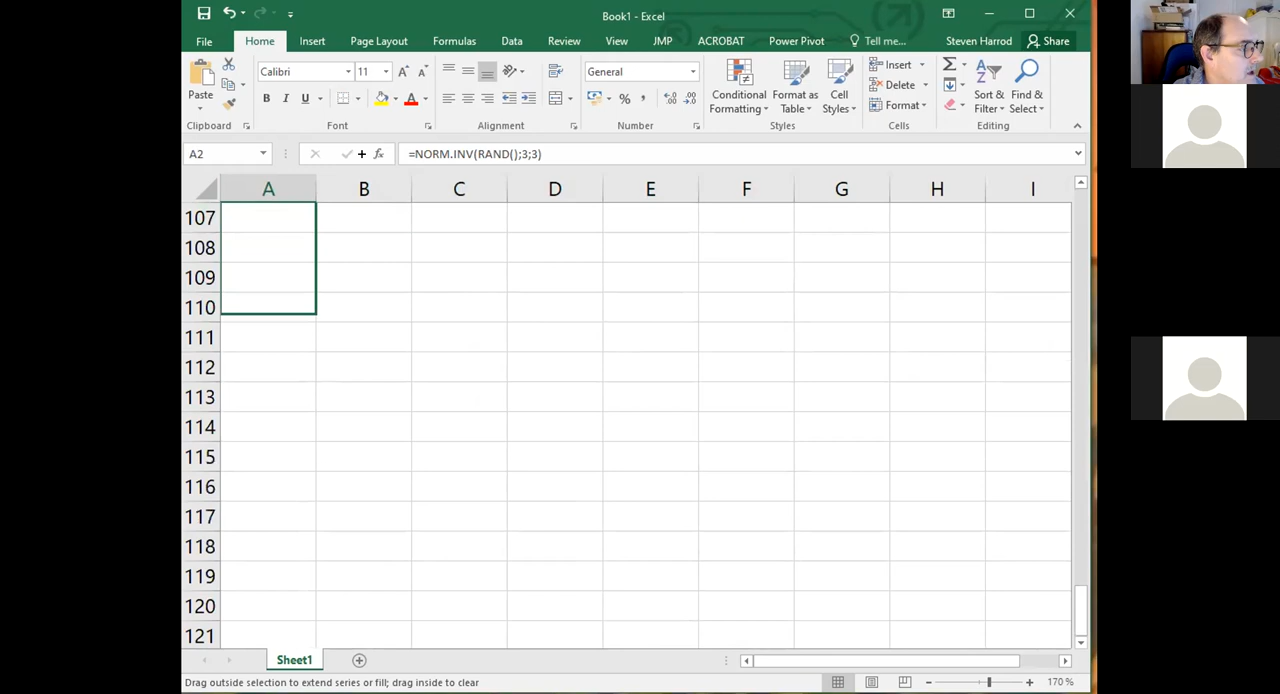 Book1 - Excel
File Home Insert Page Layout Formulas Data Review View JMP ACROBAT Power Pivot Tell me... Steven Harrod Share
Calibri 11 General Insert
Paste B I U % Conditional Formatting Format as Table Cell Styles Delete Sort & Filter Find & Select
Format
Clipboard Font Alignment Number Styles Cells Editing
A2 fx =NORM.INV(RAND();3;3)
A B C D E F G H I
107
108
109
110
111
112
113
114
115
116
117
118
119
120
121
Sheet1
Drag outside selection to extend series or fill; drag inside to clear 170 %